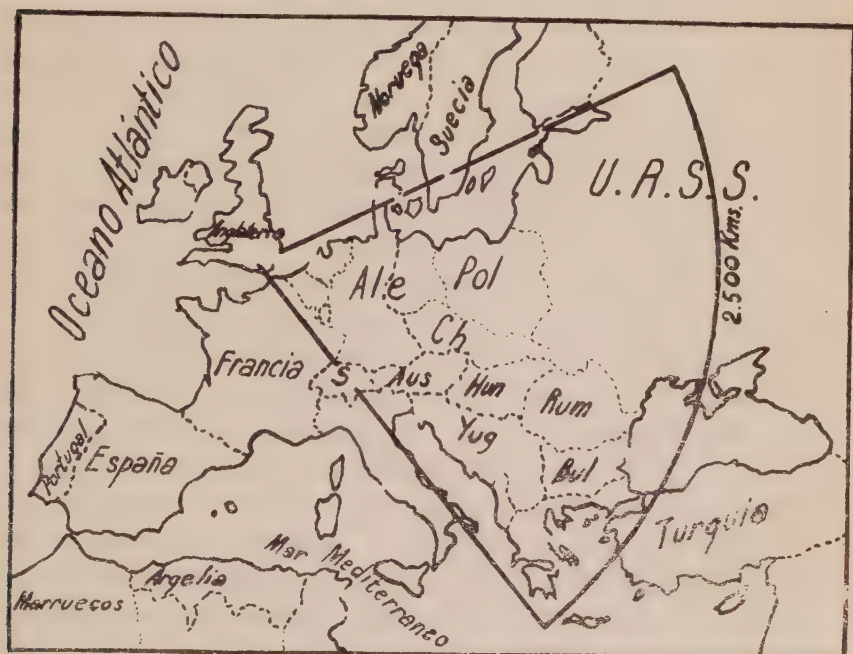 Oceano Atlántico
Noruega
Suecia
U.R.S.S.
Inglaterra
2.500 Kms.
Ale
Pol
Ch
Francia
S
Aus
Hun
Rum
Yug
Portugal
España
Bul
Turquia
Mar Mediterraneo
Argelia
Marruecos